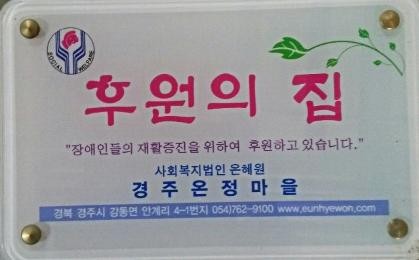 SOCIAL WELFARE
후원의 집
"장애인들의 재활증진을 위하여 후원하고 있습니다."
사회복지법인 은혜원
경주온정마을
경북 경주시 강동면 안계리 4-1번지 054)762-9100 www.eunhyewon.com